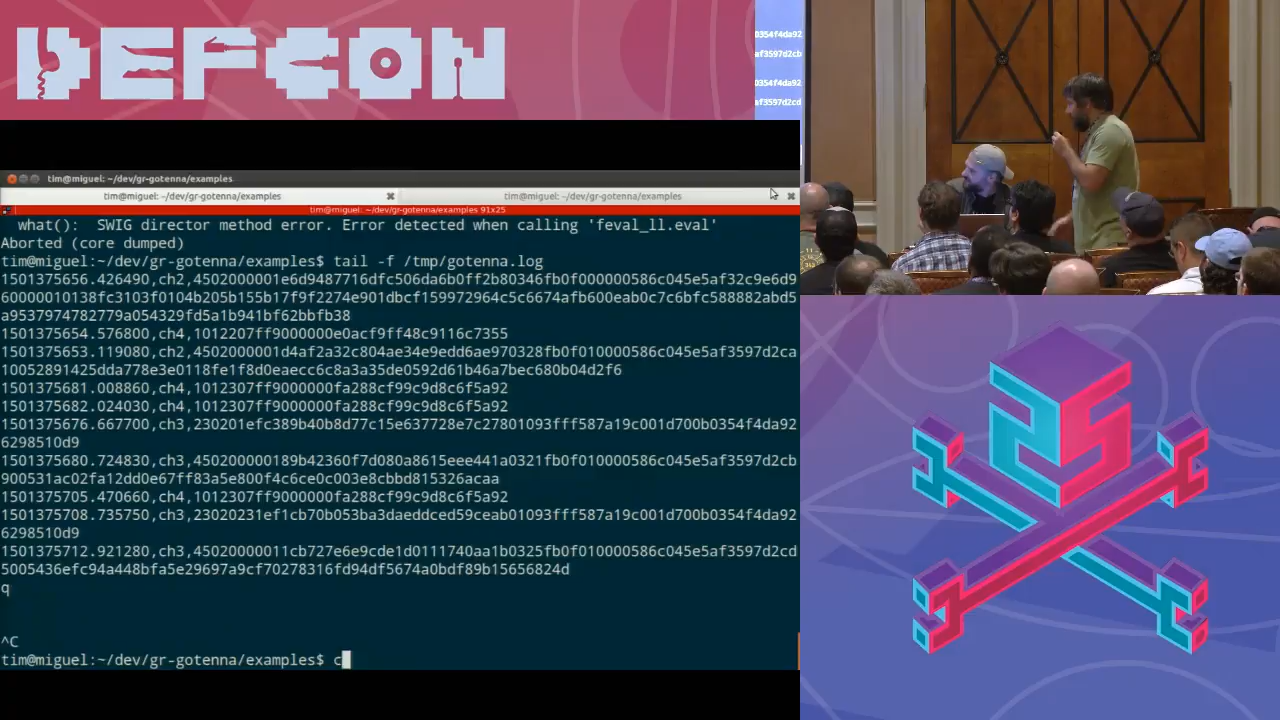 DEFCON
0354f4da92
af3597d2cb
0354f4da92
af3597d2cd
tim@miguel: ~/dev/gr-gotenna/examples
tim@miguel: ~/dev/gr-gotenna/examples
tim@miguel: ~/dev/gr-gotenna/examples
tim@miguel: ~/dev/gr-gotenna/examples 91x25
what():  SWIG director method error. Error detected when calling 'feval_ll.eval'
Aborted (core dumped)
tim@miguel:~/dev/gr-gotenna/examples$ tail -f /tmp/gotenna.log
1501375656.426490,ch2,4502000001e6d948771​6dfc506da6b0ff2b80346fb0f000000586c045e5af32c9e6d9
60000010138fc3103f0104b205b155b17f9f2274e901dbcf159972964c5c6674afb600eab0c7c6bfc588882abd5
a9537974782779a054329fd5a1b941bf62bbfb38
1501375654.576800,ch4,1012207ff9000000e0acf9ff48c9116c7355
1501375653.119080,ch2,4502000001d4af2a32c804ae34e9edd6ae970328fb0f010000586c045e5af3597d2ca
10052891425dda778e3e0118fe1f8d0eaecc6c8a3a35de0592d61b46a7bec680b04d2f6
1501375681.008860,ch4,1012307ff9000000fa288cf99c9d8c6f5a92
1501375682.024030,ch4,1012307ff9000000fa288cf99c9d8c6f5a92
1501375676.667700,ch3,230201efc389b40b8d77c15e637728e7c27801093fff587a19c001d700b0354f4da92
6298510d9
1501375680.724830,ch3,450200000189b42360f7d080a8615eee441a0321fb0f010000586c045e5af3597d2cb
900531ac02fa12dd0e67ff83a5e800f4c6ce0c003e8cbbd815326acaa
1501375705.470660,ch4,1012307ff9000000fa288cf99c9d8c6f5a92
1501375708.735750,ch3,23020231ef1cb70b053ba3daeddced59ceab01093fff587a19c001d700b0354f4da92
6298510d9
1501375712.921280,ch3,45020000011cb727e6e9cde1d0111740aa1b0325fb0f010000586c045e5af3597d2cd
5005436efc94a448bfa5e29697a9cf70278316fd94df5674a0bdf89b15656824d
q
^C
tim@miguel:~/dev/gr-gotenna/examples$ c